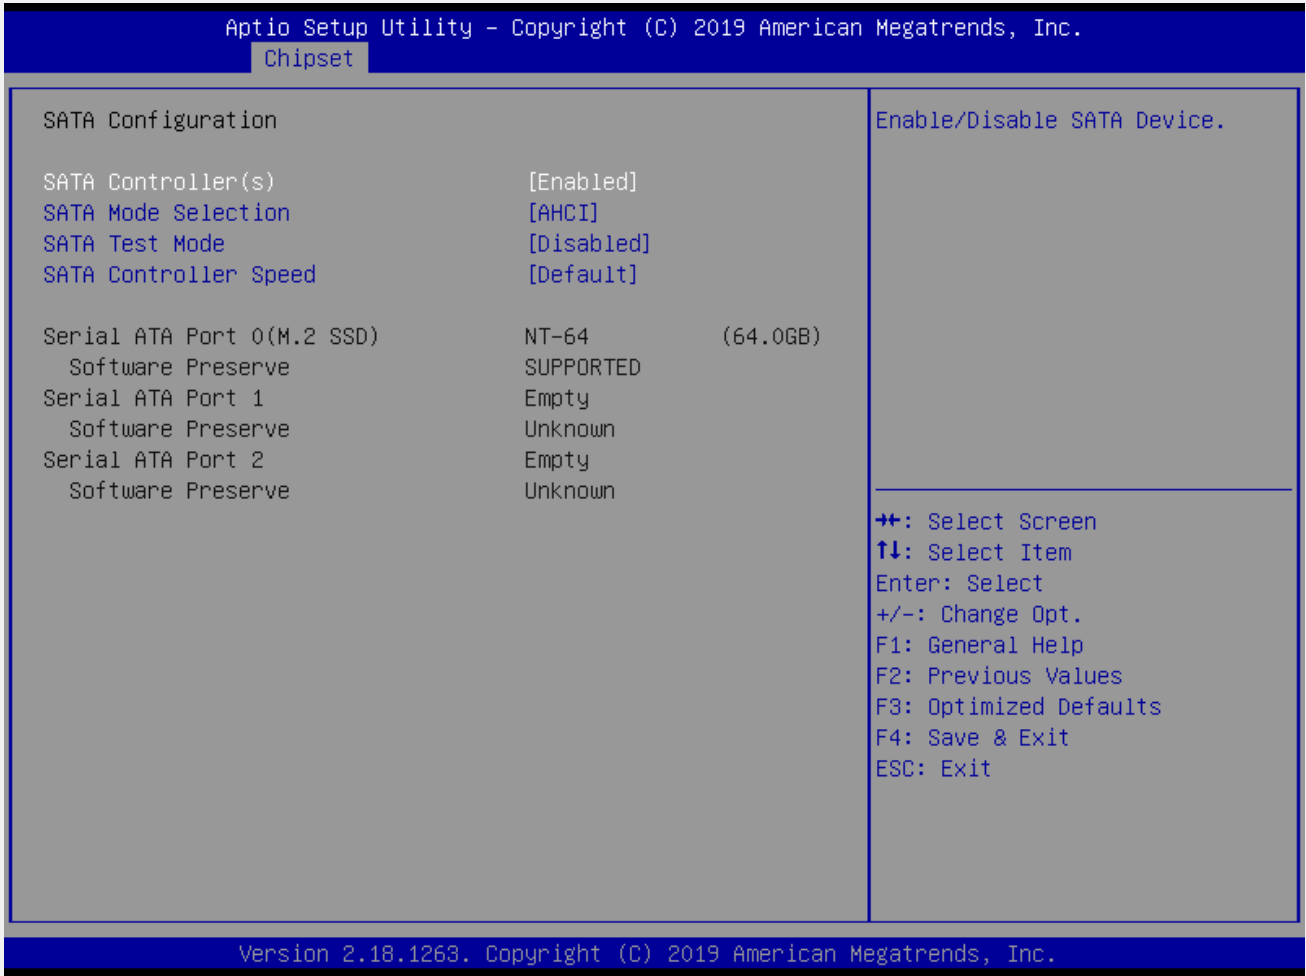 Aptio Setup Utility – Copyright (C) 2019 American Megatrends, Inc.
Chipset
SATA Configuration
SATA Controller(s) [Enabled]
SATA Mode Selection [AHCI]
SATA Test Mode [Disabled]
SATA Controller Speed [Default]
Serial ATA Port 0(M.2 SSD) NT-64 (64.0GB)
Software Preserve SUPPORTED
Serial ATA Port 1 Empty
Software Preserve Unknown
Serial ATA Port 2 Empty
Software Preserve Unknown
Enable/Disable SATA Device.
→←: Select Screen
↑↓: Select Item
Enter: Select
+/-: Change Opt.
F1: General Help
F2: Previous Values
F3: Optimized Defaults
F4: Save & Exit
ESC: Exit
Version 2.18.1263. Copyright (C) 2019 American Megatrends, Inc.